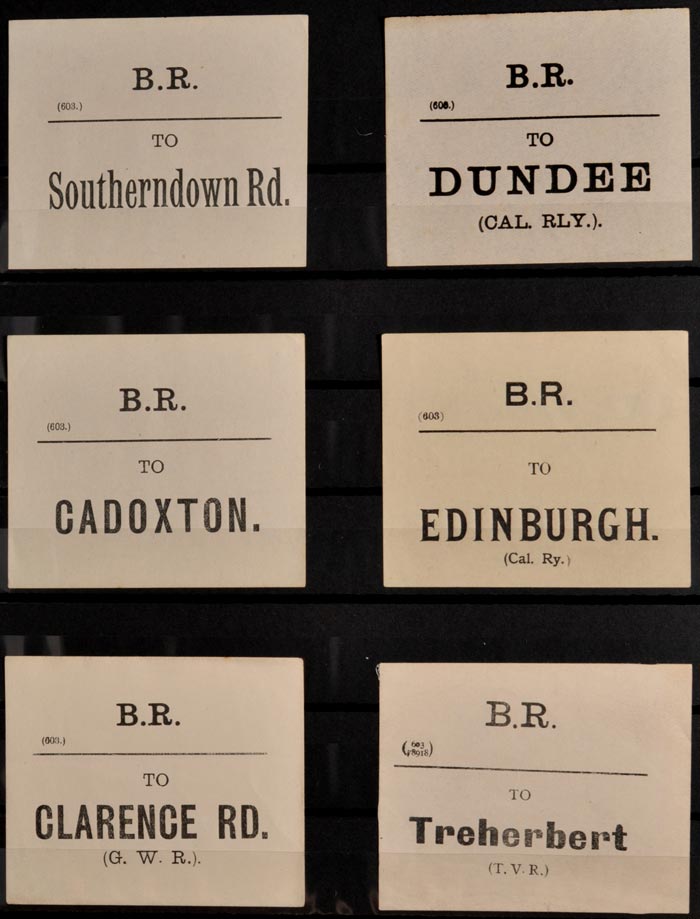 B.R.
(603.)
TO
Southerndown Rd.
B.R.
TO
DUNDEE
(CAL. RLY.).
B.R.
(603.)
TO
CADOXTON.
B.R.
(603)
TO
EDINBURGH.
(Cal. Ry.)
B.R.
(603.)
TO
CLARENCE RD.
(G. W. R.).
B.R.
(603
TO
Treherbert
(T. V. R.)